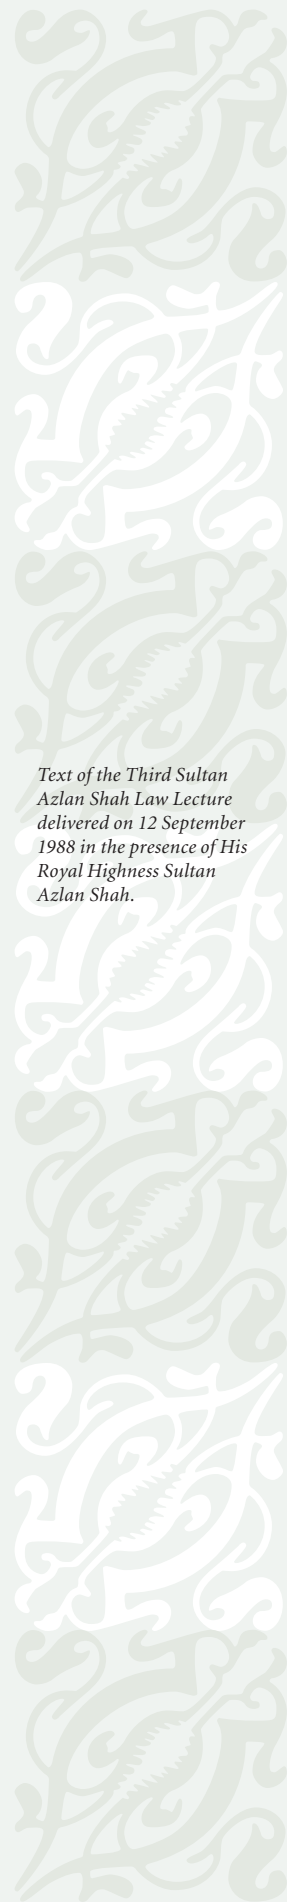 Text of the Third Sultan
Azlan Shah Law Lecture
delivered on 12 September
1988 in the presence of His
Royal Highness Sultan
Azlan Shah.